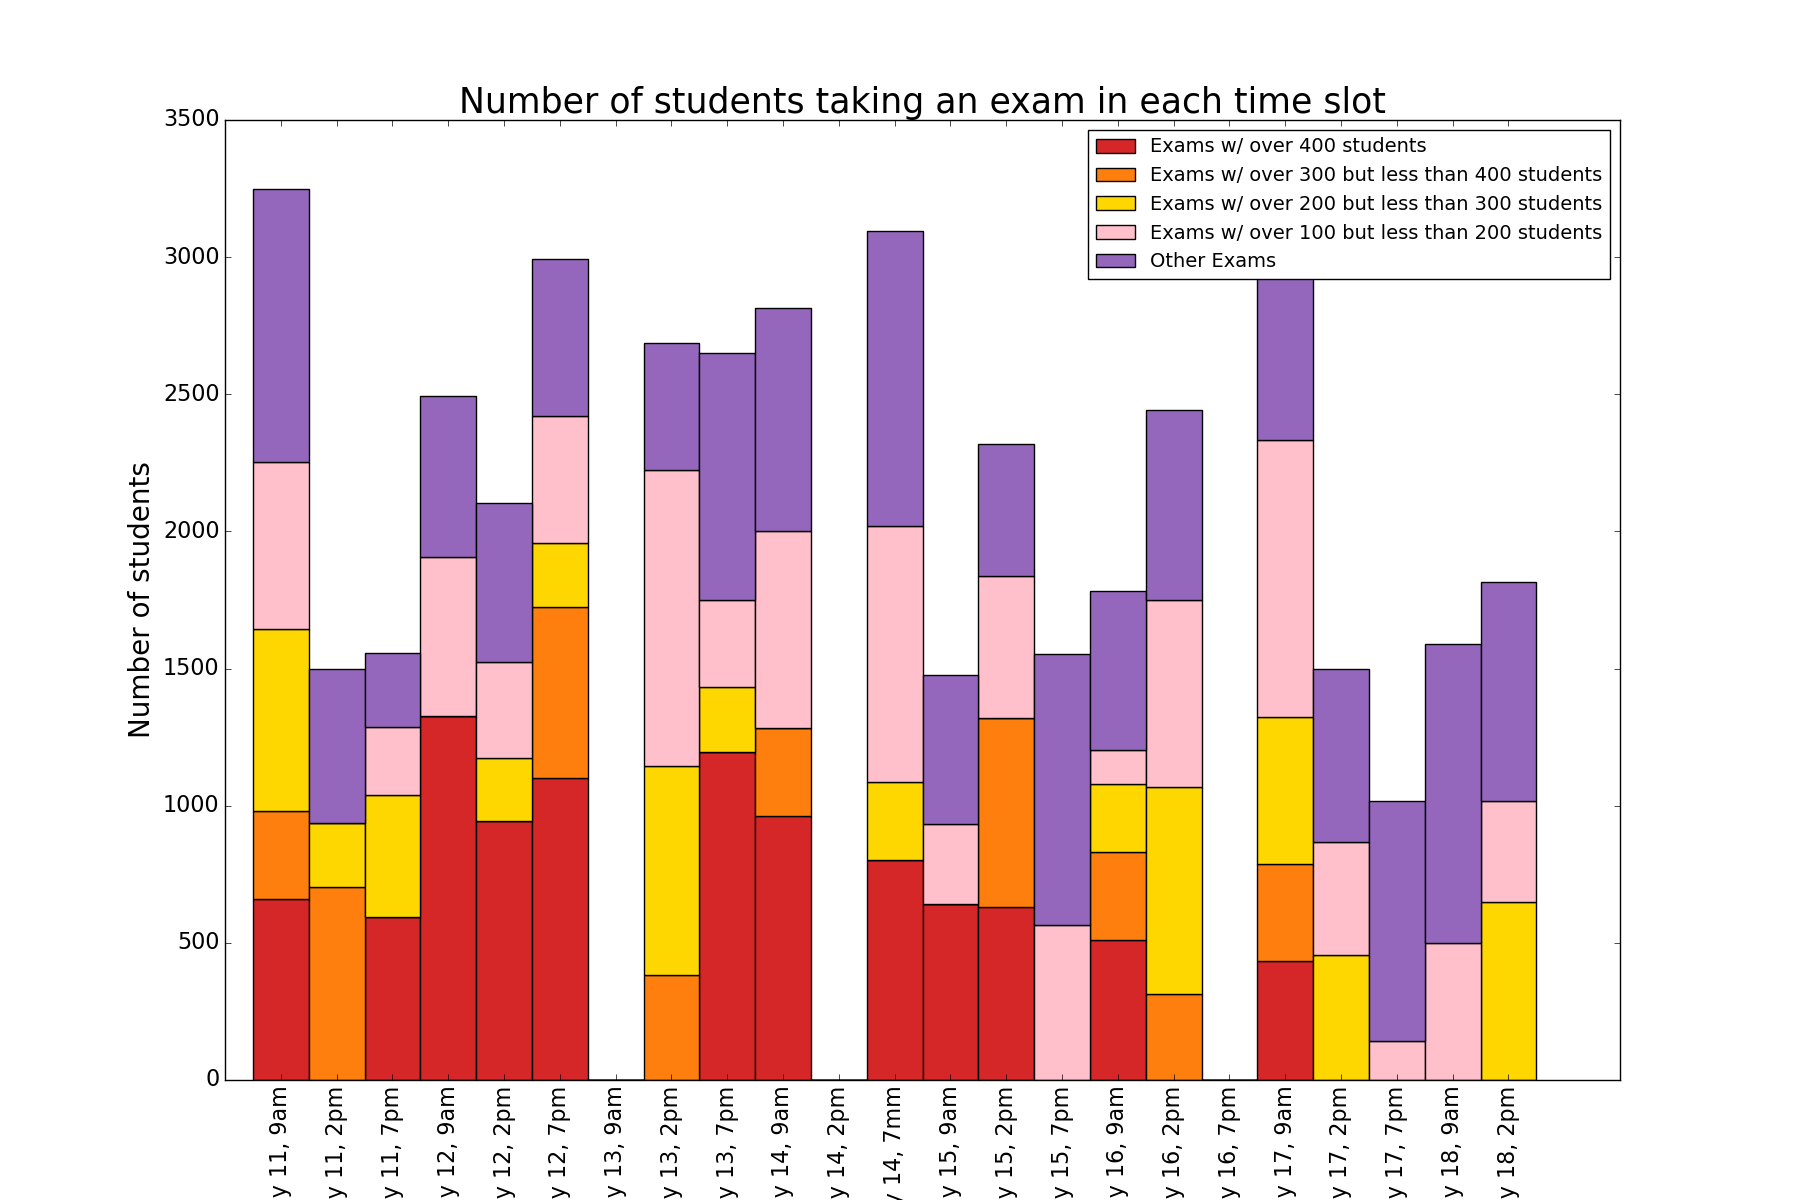 Number of students taking an exam in each time slot
Exams w/ over 400 students
Exams w/ over 300 but less than 400 students
Exams w/ over 200 but less than 300 students
Exams w/ over 100 but less than 200 students
Other Exams
Number of students
3500
3000
2500
2000
1500
1000
500
0
y 11, 9am
y 11, 2pm
y 11, 7pm
y 12, 9am
y 12, 2pm
y 12, 7pm
y 13, 9am
y 13, 2pm
y 13, 7pm
y 14, 9am
y 14, 2pm
y 14, 7mm
y 15, 9am
y 15, 2pm
y 15, 7pm
y 16, 9am
y 16, 2pm
y 16, 7pm
y 17, 9am
y 17, 2pm
y 17, 7pm
y 18, 9am
y 18, 2pm